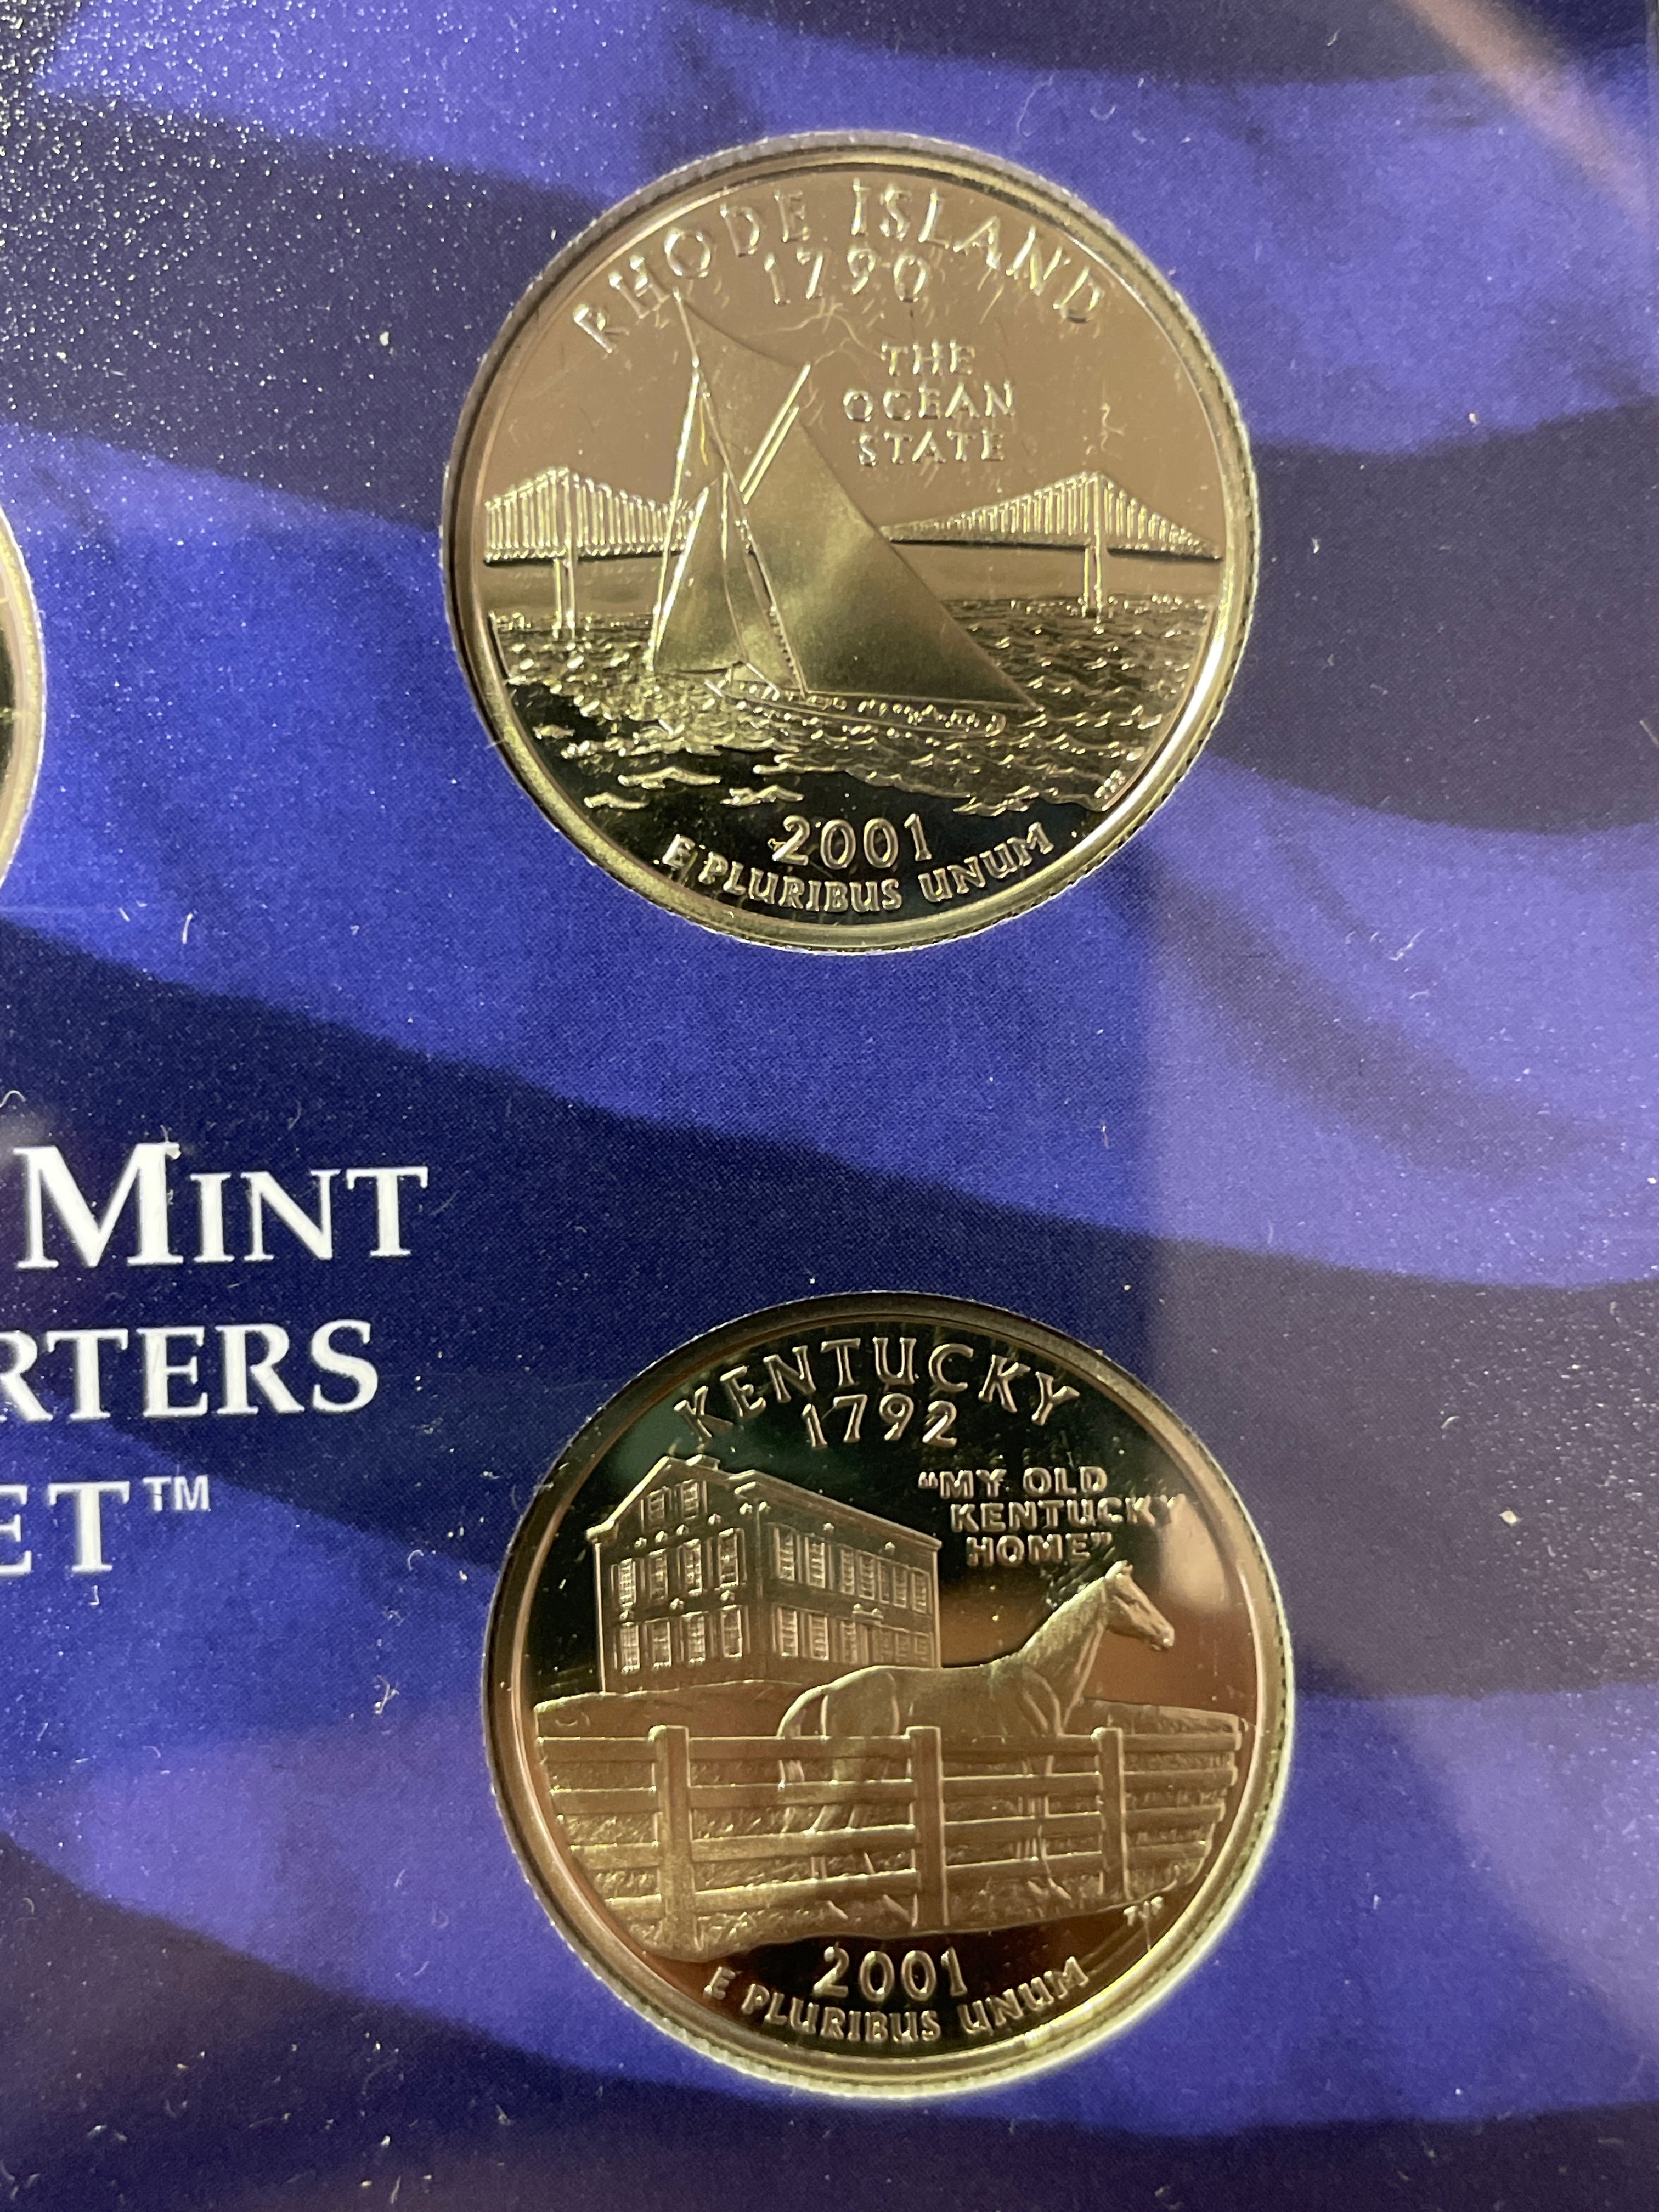 RHODE ISLAND
1790
THE
OCEAN
STATE
2001
E PLURIBUS UNUM
MINT
RTERS
ET™
KENTUCKY
1792
"MY OLD
KENTUCKY
HOME"
2001
E PLURIBUS UNUM